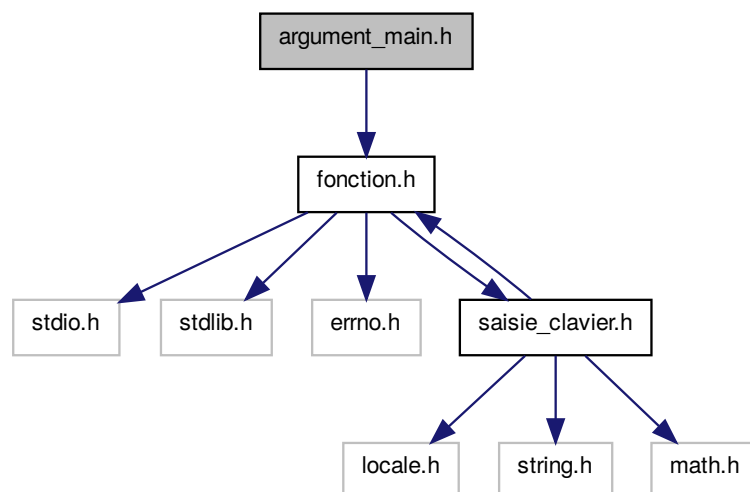 argument_main.h
fonction.h
stdio.h
stdlib.h
errno.h
saisie_clavier.h
locale.h
string.h
math.h